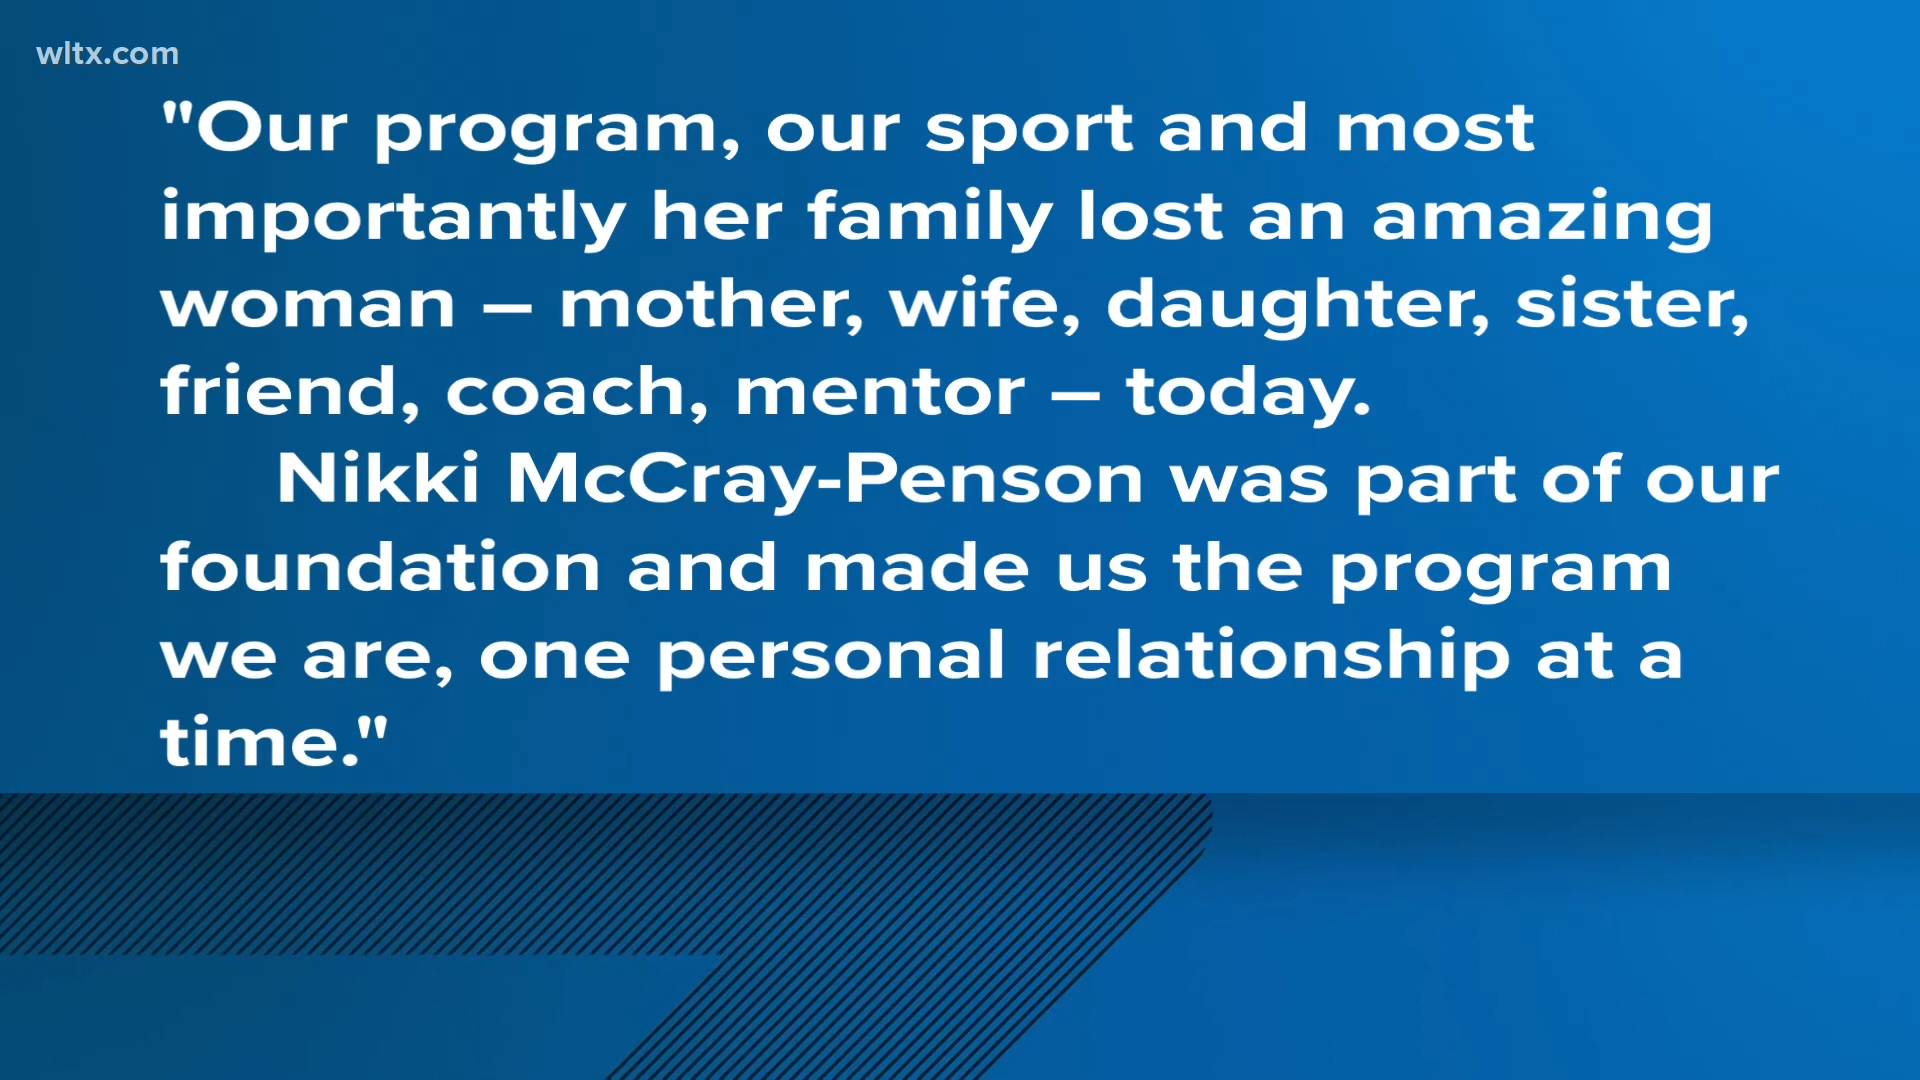 wltx.com
"Our program, our sport and most
importantly her family lost an amazing
woman – mother, wife, daughter, sister,
friend, coach, mentor – today.
Nikki McCray-Penson was part of our
foundation and made us the program
we are, one personal relationship at a
time."